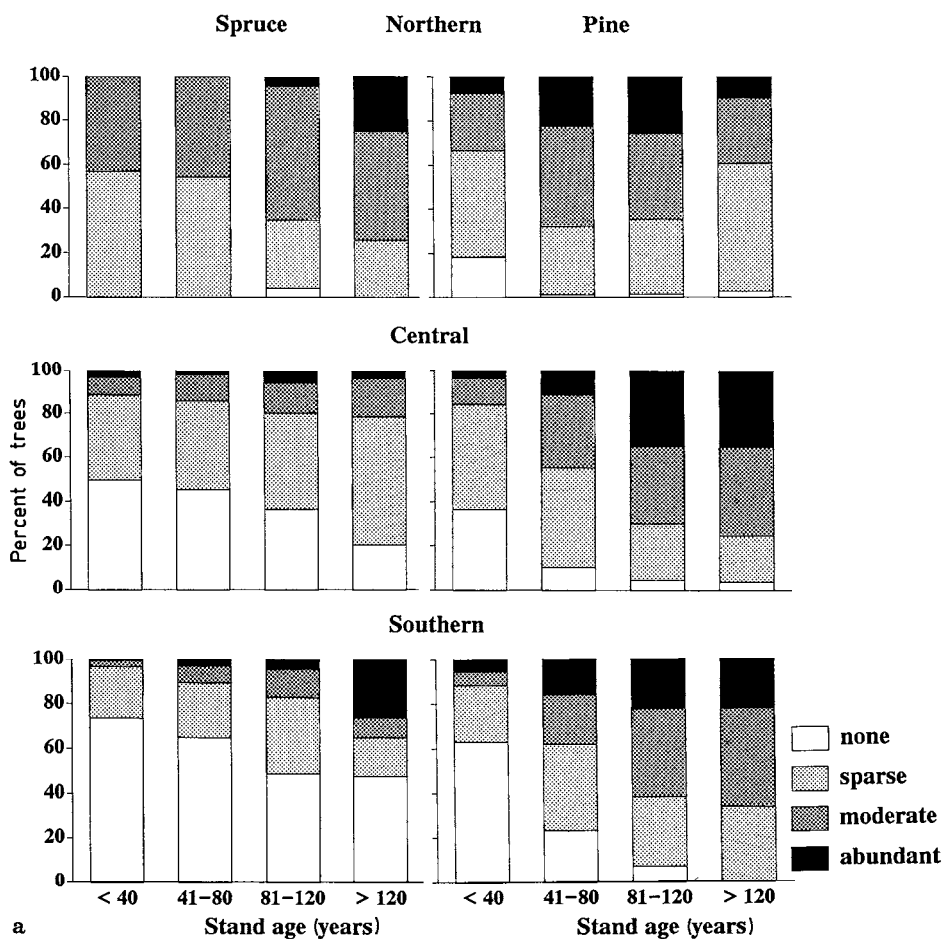 Spruce Northern Pine
100
80
60
40
20
0
Central
100
80
60
40
20
0
Percent of trees
Southern
100
80
60
40
20
0
none
sparse
moderate
abundant
< 40 41–80 81–120 > 120 < 40 41–80 81–120 > 120
a Stand age (years) Stand age (years)